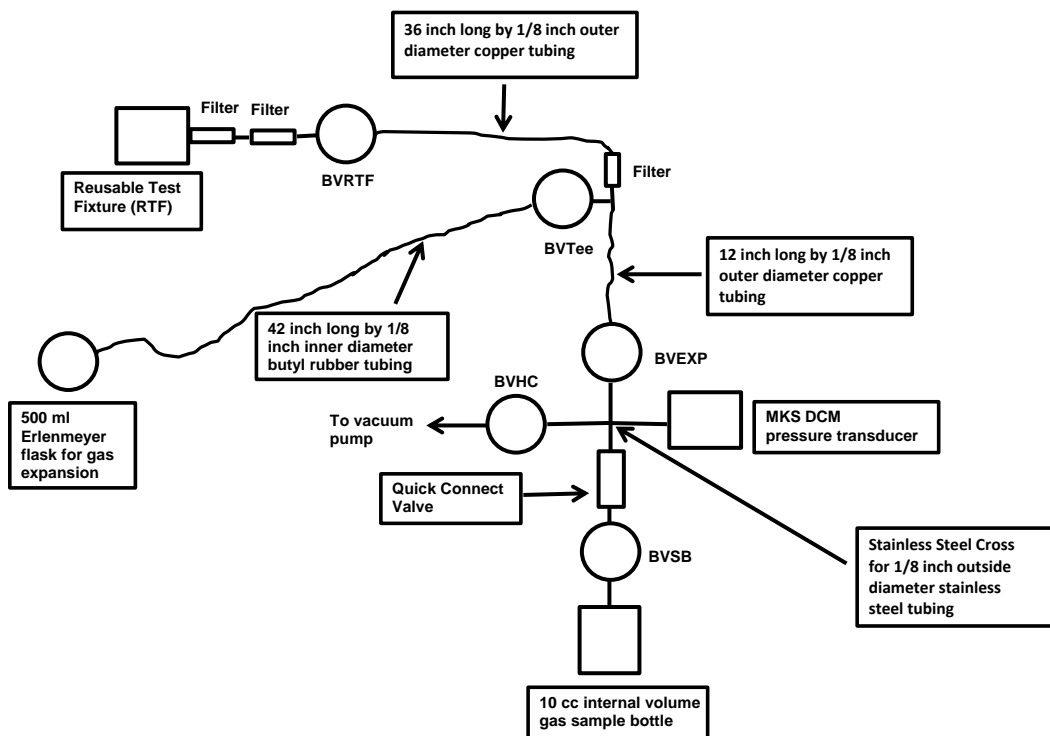 36 inch long by 1/8 inch outer
diameter copper tubing
Filter
Filter
BVRTF
Reusable Test
Fixture (RTF)
Filter
BVTee
12 inch long by 1/8 inch
outer diameter copper
tubing
42 inch long by 1/8
inch inner diameter
butyl rubber tubing
BVEXP
BVHC
500 ml
Erlenmeyer
flask for gas
expansion
To vacuum
pump
MKS DCM
pressure transducer
Quick Connect
Valve
BVSB
Stainless Steel Cross
for 1/8 inch outside
diameter stainless
steel tubing
10 cc internal volume
gas sample bottle